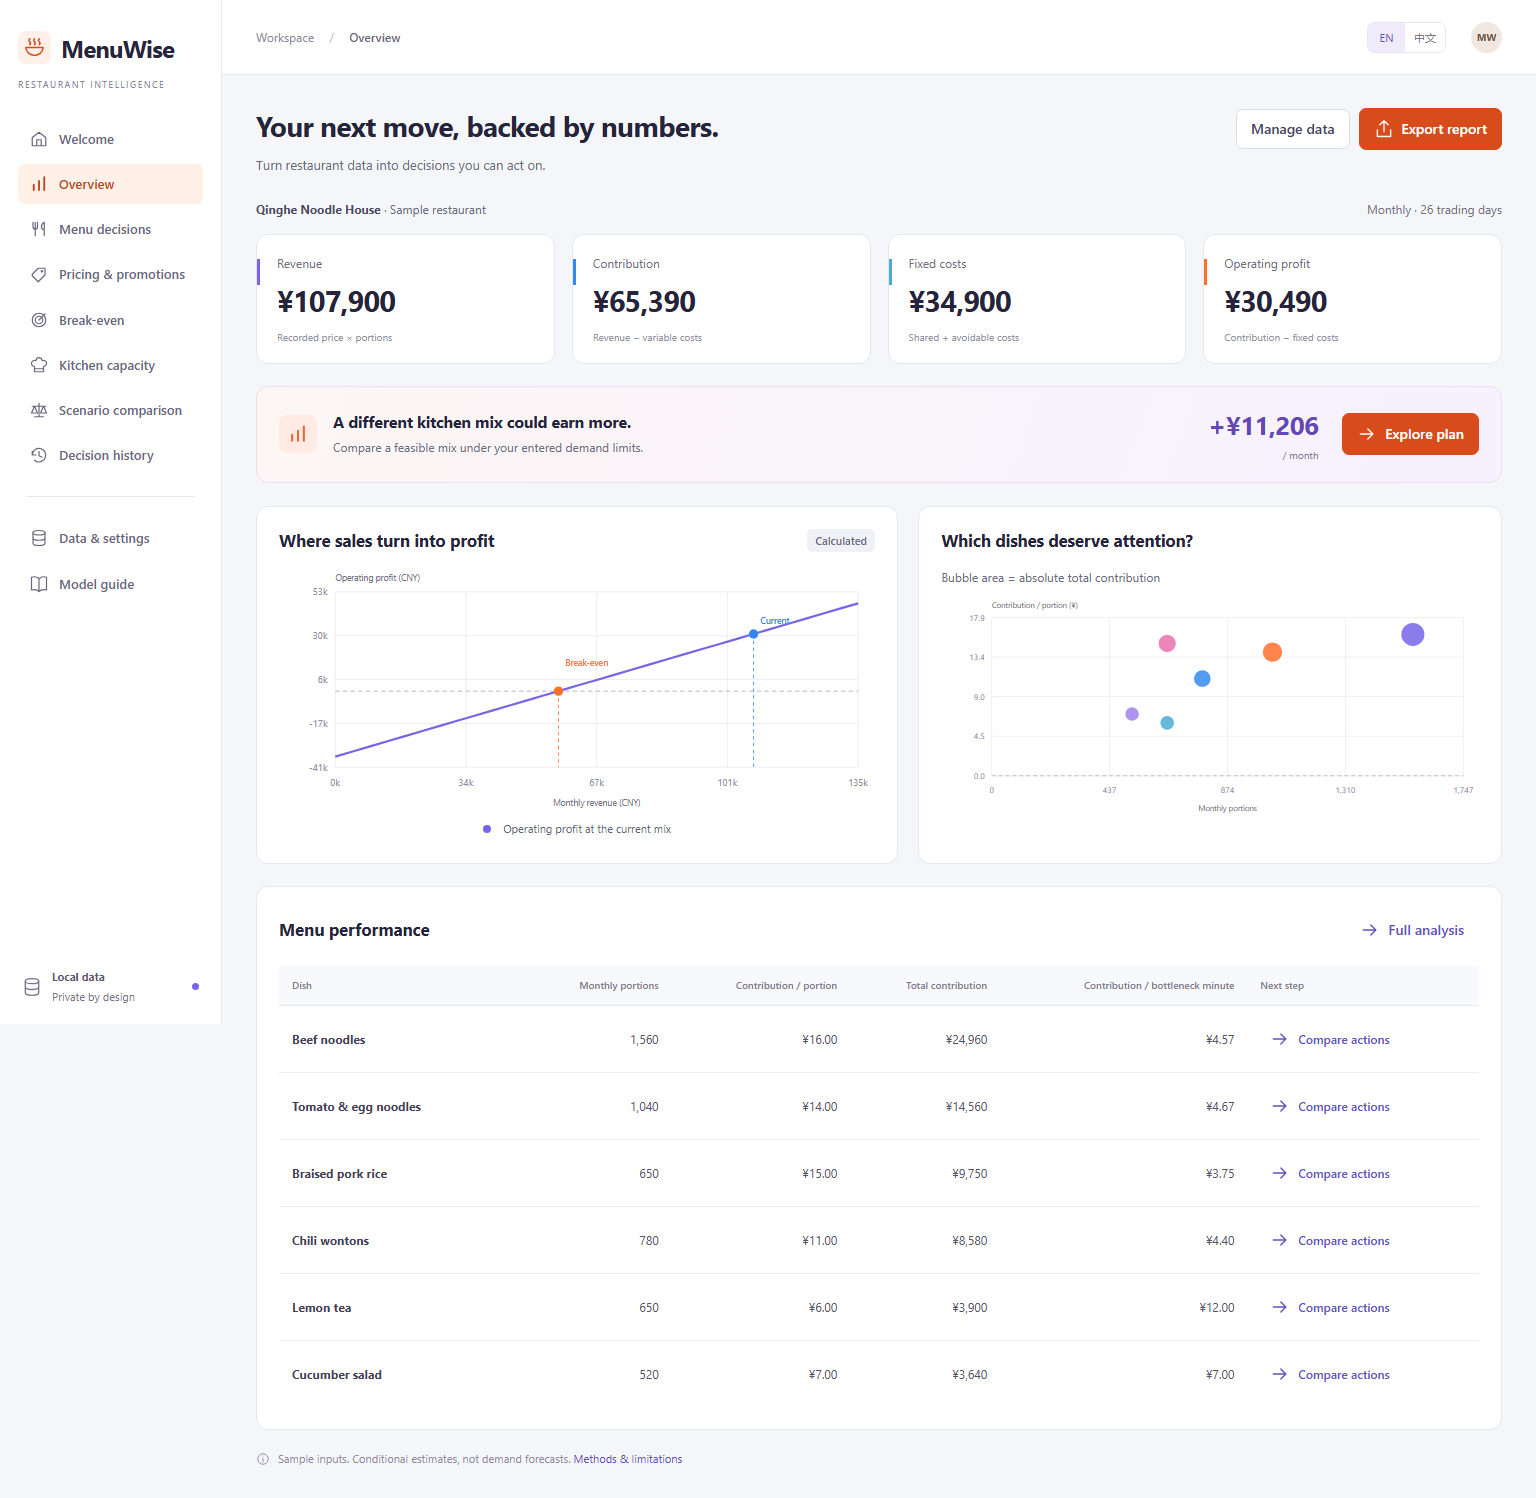 MenuWise
RESTAURANT INTELLIGENCE
Welcome
Overview
Menu decisions
Pricing & promotions
Break-even
Kitchen capacity
Scenario comparison
Decision history
Data & settings
Model guide
Local data
Private by design
Workspace / Overview
EN 中文 MW
Your next move, backed by numbers.
Turn restaurant data into decisions you can act on.
Manage data
Export report
Qinghe Noodle House · Sample restaurant
Monthly · 26 trading days
Revenue
¥107,900
Recorded price × portions
Contribution
¥65,390
Revenue − variable costs
Fixed costs
¥34,900
Shared + avoidable costs
Operating profit
¥30,490
Contribution − fixed costs
A different kitchen mix could earn more.
Compare a feasible mix under your entered demand limits.
+¥11,206
/ month
Explore plan
Where sales turn into profit
Calculated
Operating profit (CNY)
53k
30k
6k
-17k
-41k
Current
Break-even
0k 34k 67k 101k 135k
Monthly revenue (CNY)
Operating profit at the current mix
Which dishes deserve attention?
Bubble area = absolute total contribution
Contribution / portion (¥)
17.9
13.4
9.0
4.5
0.0
0 437 874 1,310 1,747
Monthly portions
Menu performance
Full analysis
Dish Monthly portions Contribution / portion Total contribution Contribution / bottleneck minute Next step
Beef noodles 1,560 ¥16.00 ¥24,960 ¥4.57 Compare actions
Tomato & egg noodles 1,040 ¥14.00 ¥14,560 ¥4.67 Compare actions
Braised pork rice 650 ¥15.00 ¥9,750 ¥3.75 Compare actions
Chili wontons 780 ¥11.00 ¥8,580 ¥4.40 Compare actions
Lemon tea 650 ¥6.00 ¥3,900 ¥12.00 Compare actions
Cucumber salad 520 ¥7.00 ¥3,640 ¥7.00 Compare actions
Sample inputs. Conditional estimates, not demand forecasts. Methods & limitations